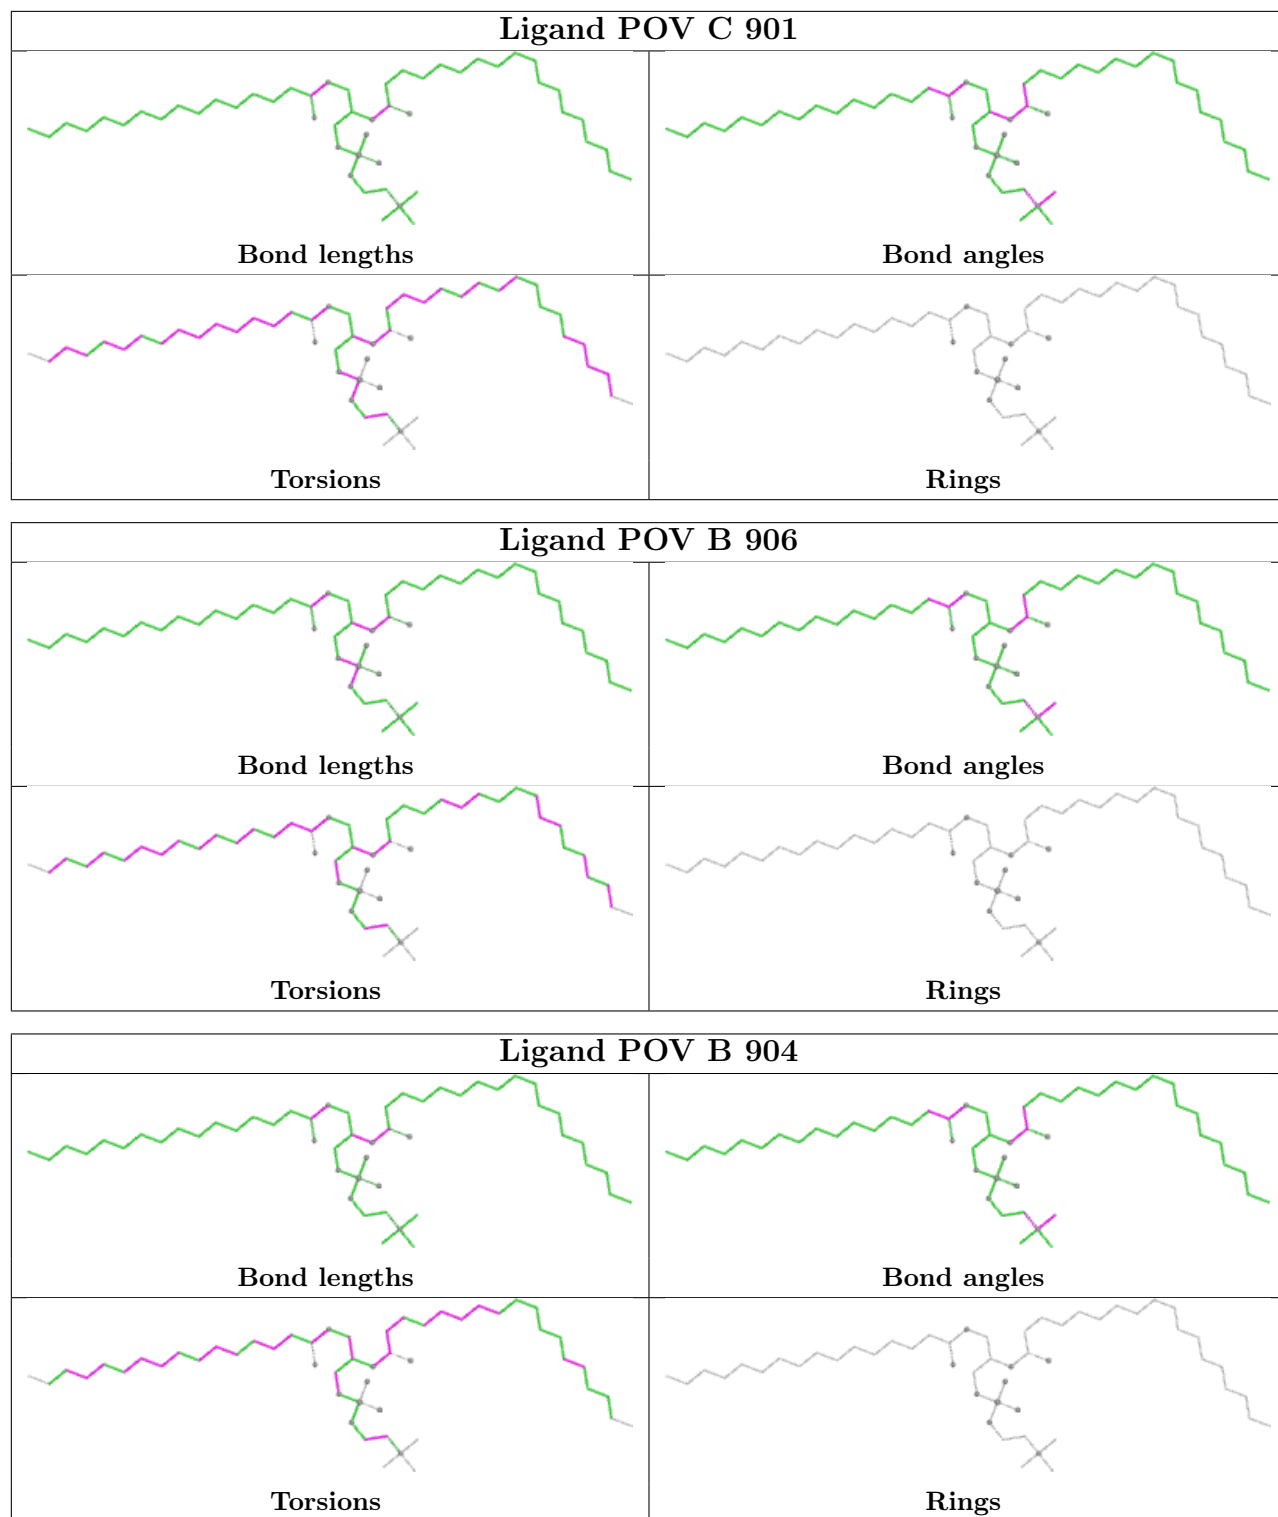 Ligand POV C 901
Bond lengths
Bond angles
Torsions
Rings
Ligand POV B 906
Bond lengths
Bond angles
Torsions
Rings
Ligand POV B 904
Bond lengths
Bond angles
Torsions
Rings